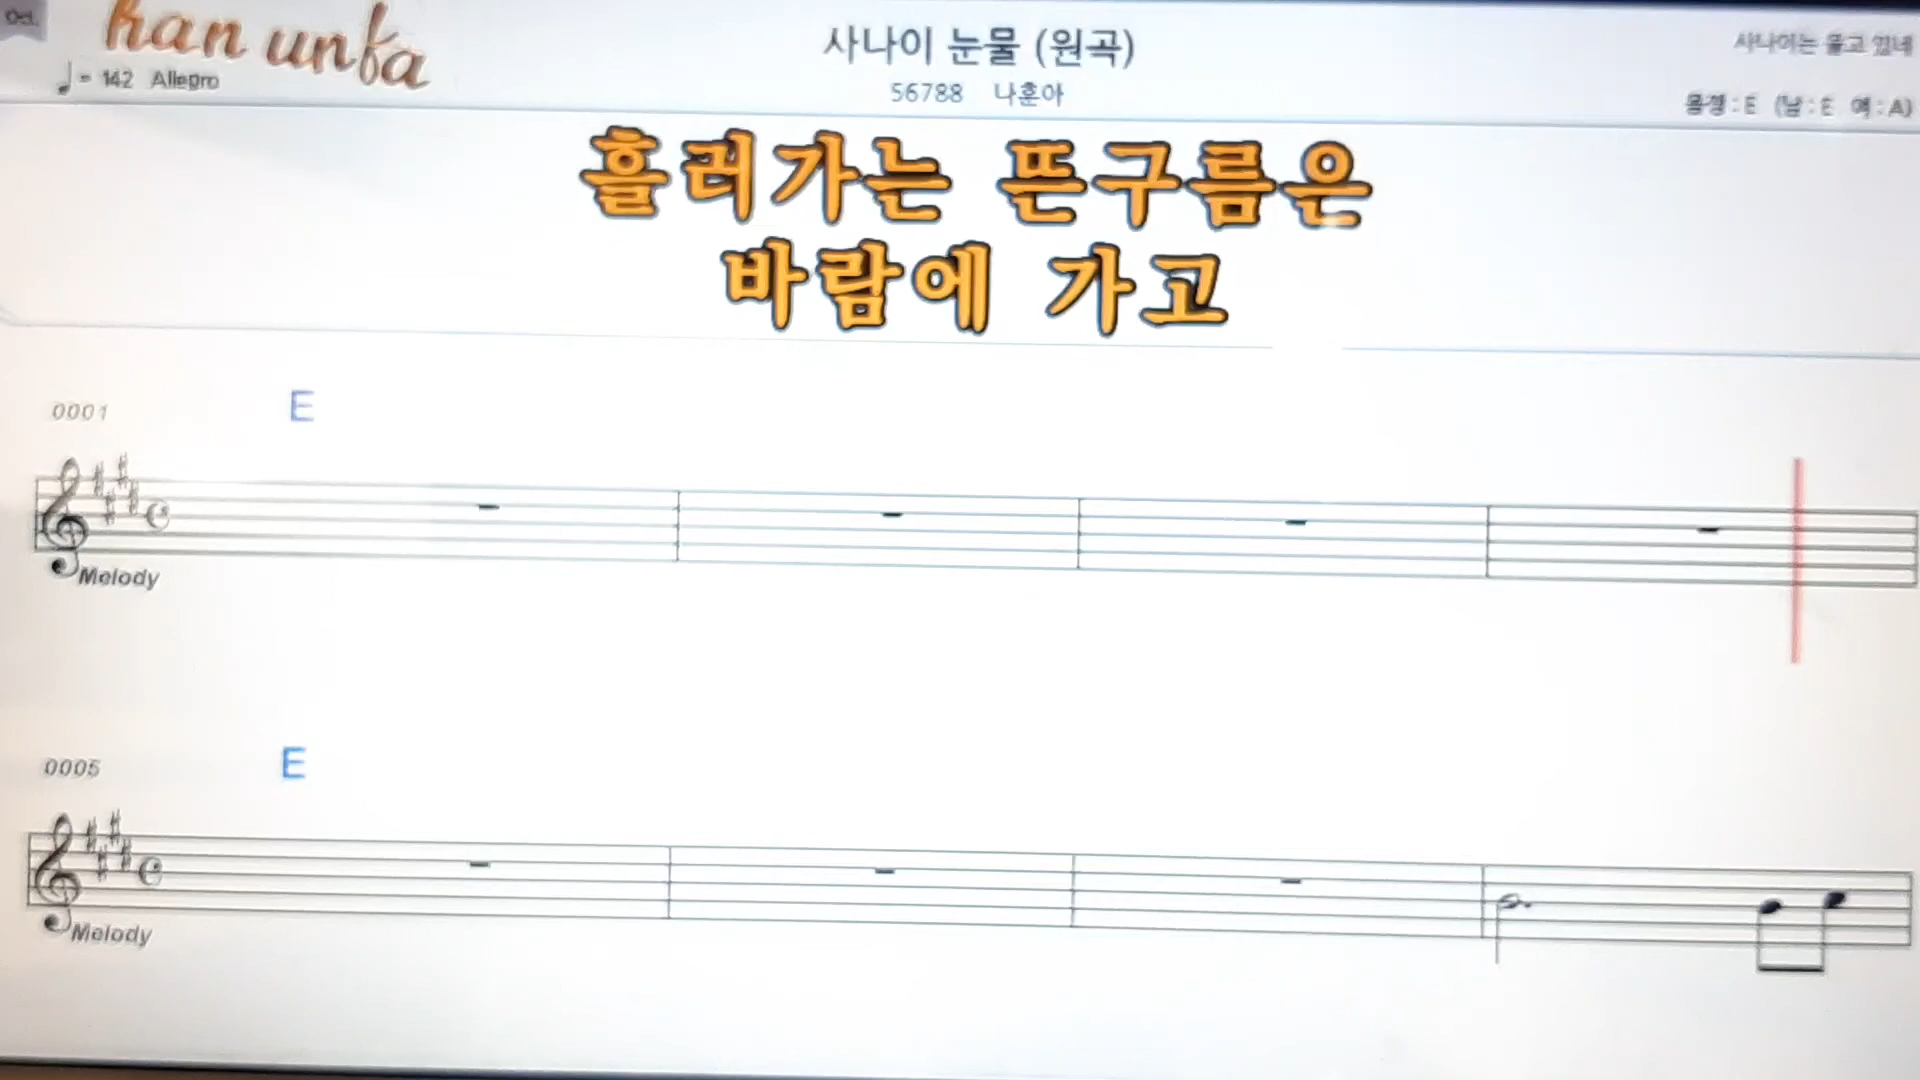 han unfa
♩= 142 Allegro
사나이 눈물 (원곡)
56788 나훈아
사나이는 울고 있네
음정 : E (남 : E 여 : A)
흘러가는 뜬구름은
바람에 가고
0001
E
Melody
0005
E
Melody